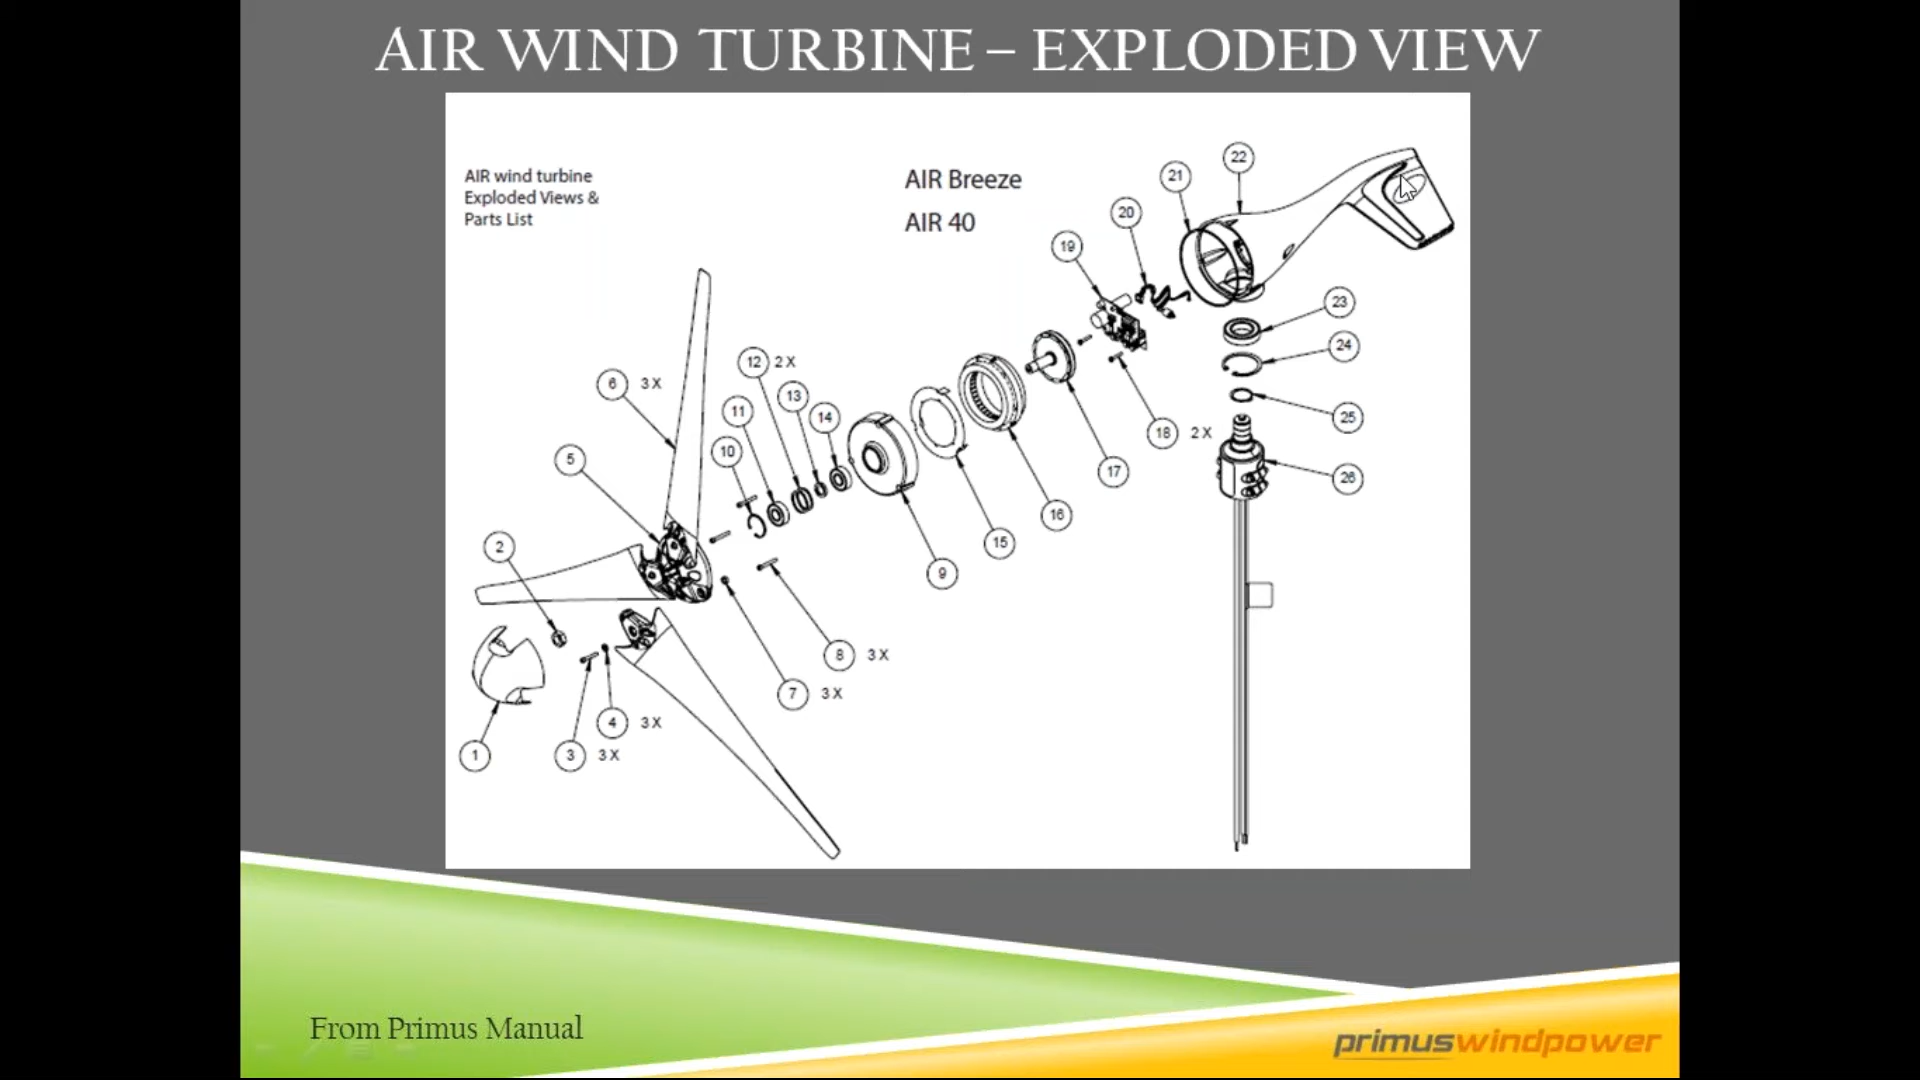 AIR WIND TURBINE – EXPLODED VIEW
AIR wind turbine
Exploded Views &
Parts List
AIR Breeze
AIR 40
22
21
20
19
23
24
25
26
12 2 X
6 3 X
13
11
14
10
5
18 2 X
17
16
15
9
2
8 3 X
7 3 X
4 3 X
1
3 3 X
From Primus Manual
primuswindpower